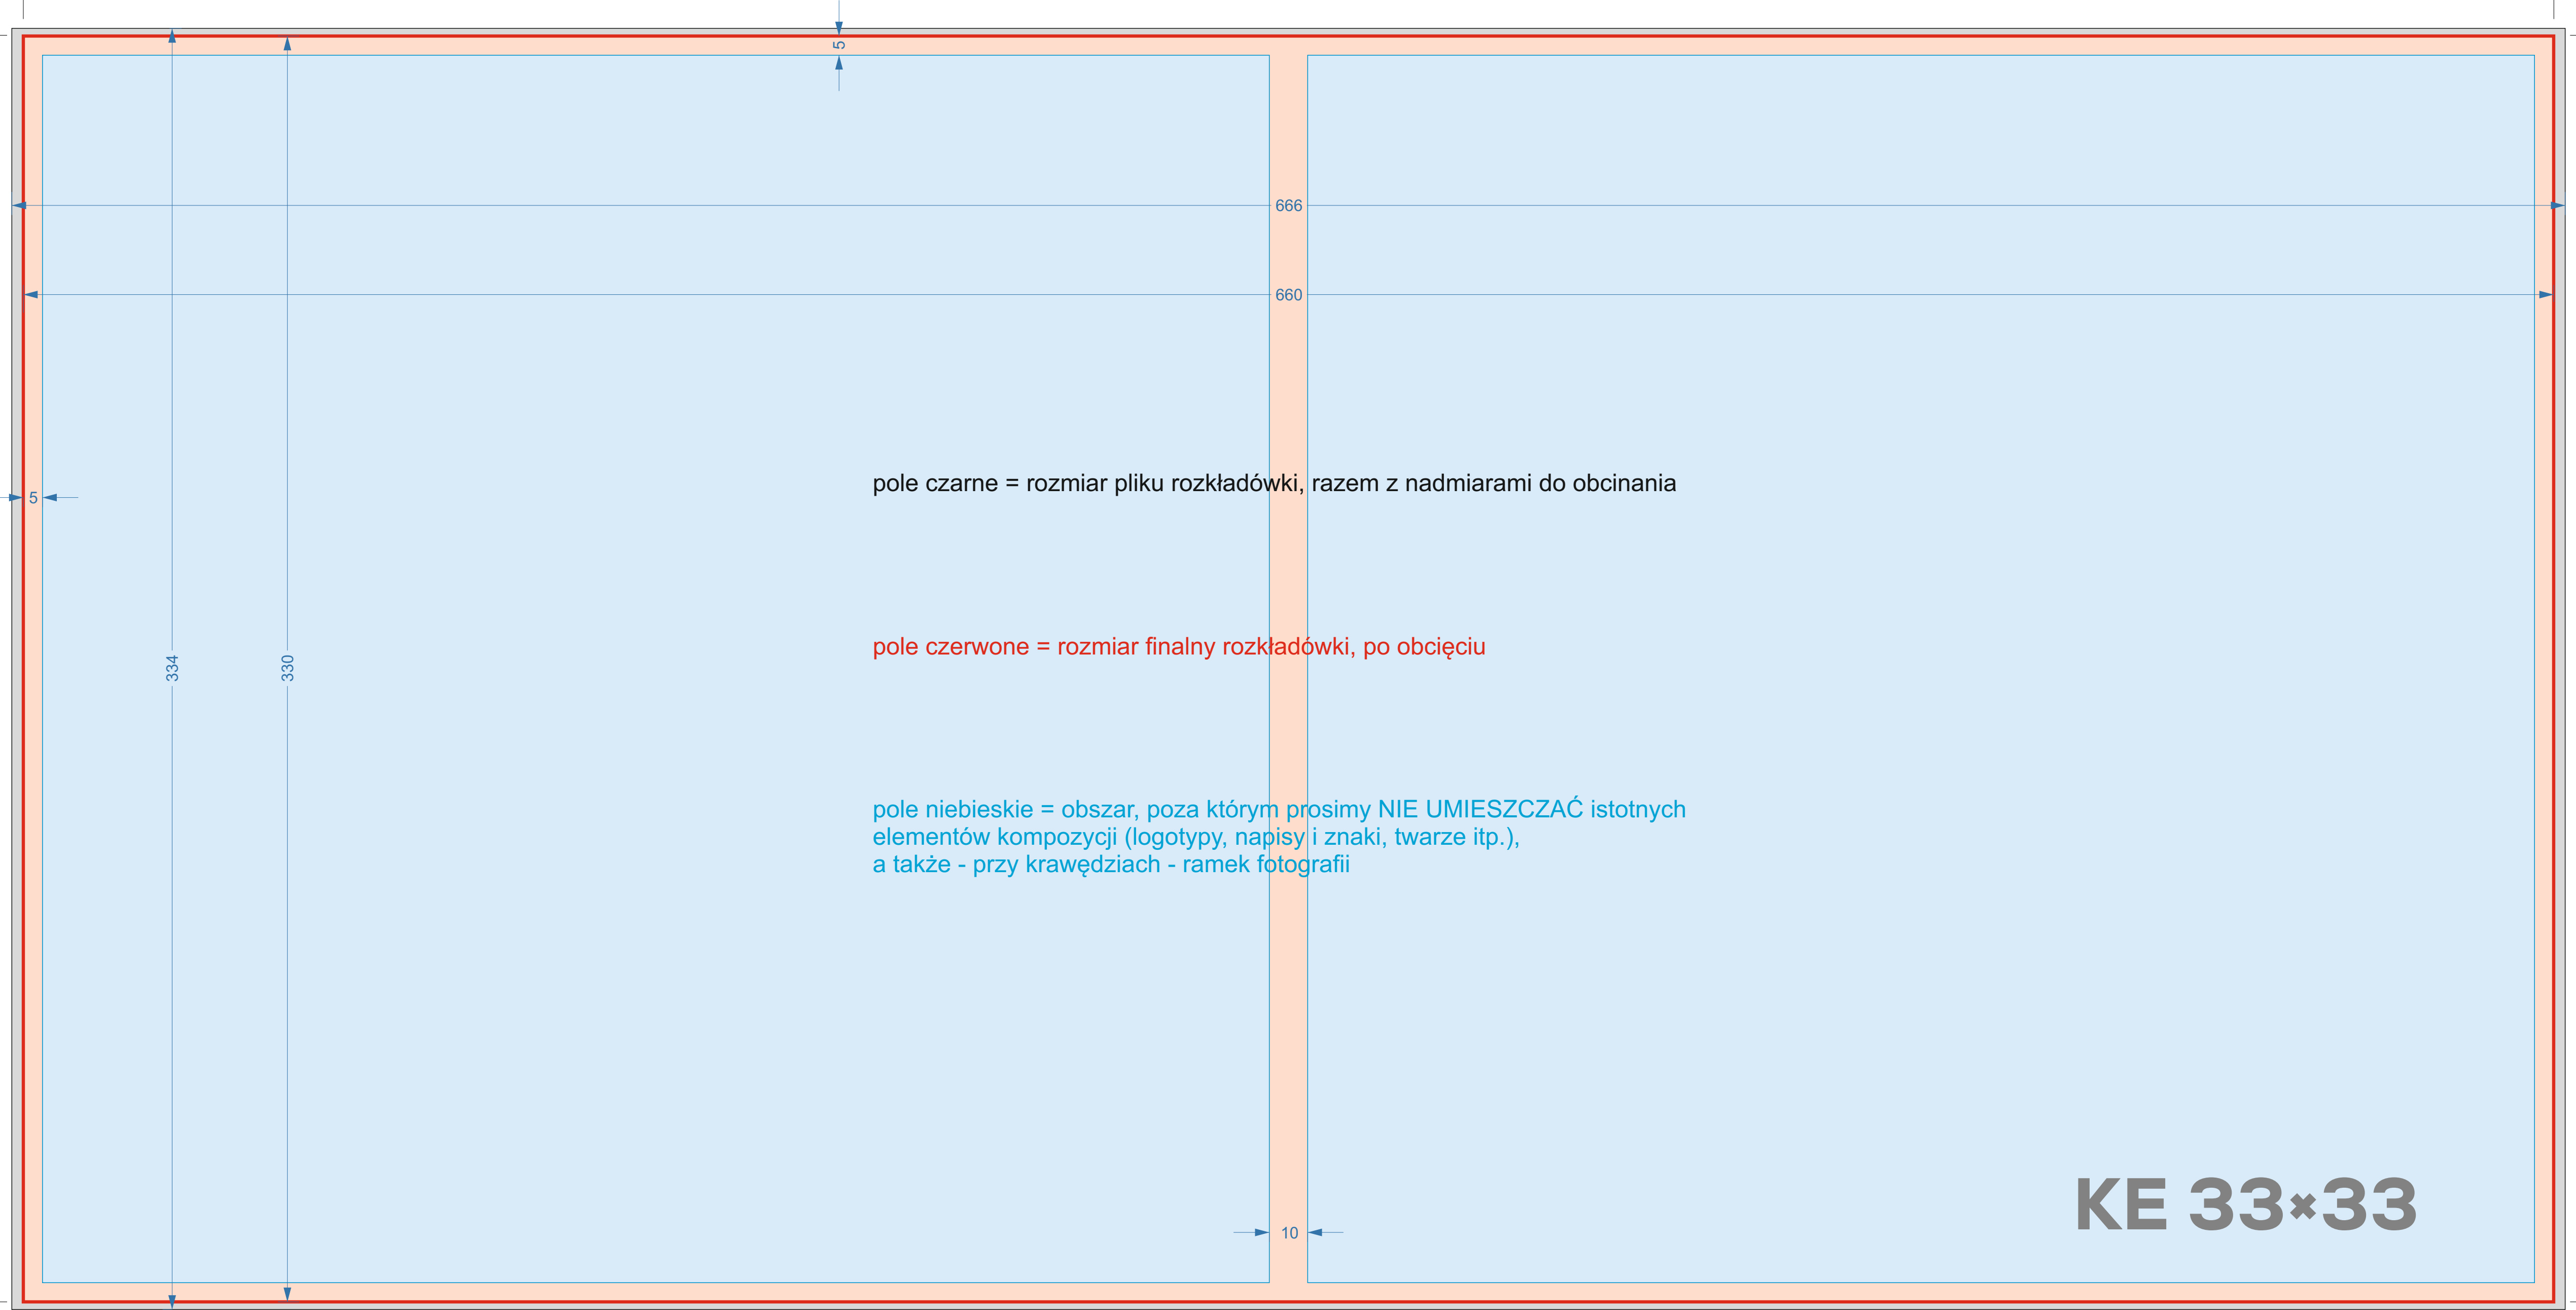 5
666
660
pole czarne = rozmiar pliku rozkładówki, razem z nadmiarami do obcinania
5
pole czerwone = rozmiar finalny rozkładówki, po obcięciu
334
330
pole niebieskie = obszar, poza którym prosimy NIE UMIESZCZAĆ istotnych
elementów kompozycji (logotypy, napisy i znaki, twarze itp.),
a także - przy krawędziach - ramek fotografii
KE 33×33
10